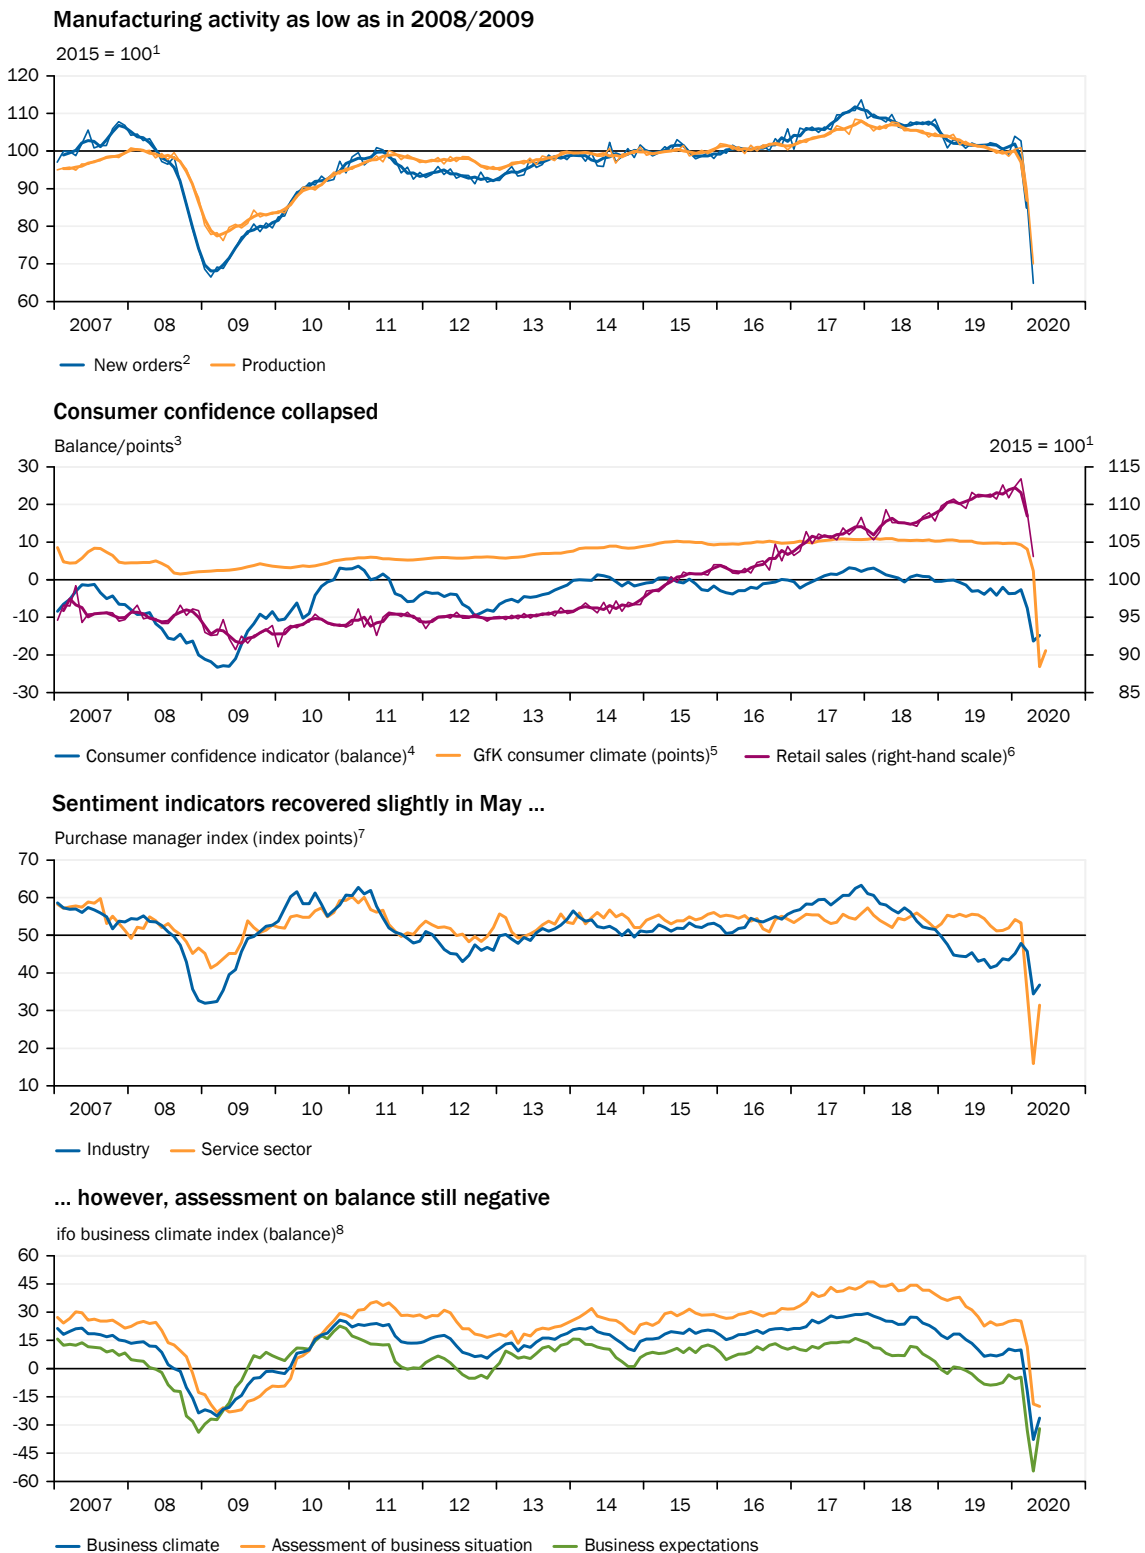 Manufacturing activity as low as in 2008/2009
2015 = 100¹
120
110
100
90
80
70
60
2007 08 09 10 11 12 13 14 15 16 17 18 19 2020
New orders² Production
Consumer confidence collapsed
Balance/points³ 2015 = 100¹
30 115
20 110
10 105
0 100
-10 95
-20 90
-30 85
2007 08 09 10 11 12 13 14 15 16 17 18 19 2020
Consumer confidence indicator (balance)⁴ GfK consumer climate (points)⁵ Retail sales (right-hand scale)⁶
Sentiment indicators recovered slightly in May ...
Purchase manager index (index points)⁷
70
60
50
40
30
20
10
2007 08 09 10 11 12 13 14 15 16 17 18 19 2020
Industry Service sector
... however, assessment on balance still negative
ifo business climate index (balance)⁸
60
45
30
15
0
-15
-30
-45
-60
2007 08 09 10 11 12 13 14 15 16 17 18 19 2020
Business climate Assessment of business situation Business expectations